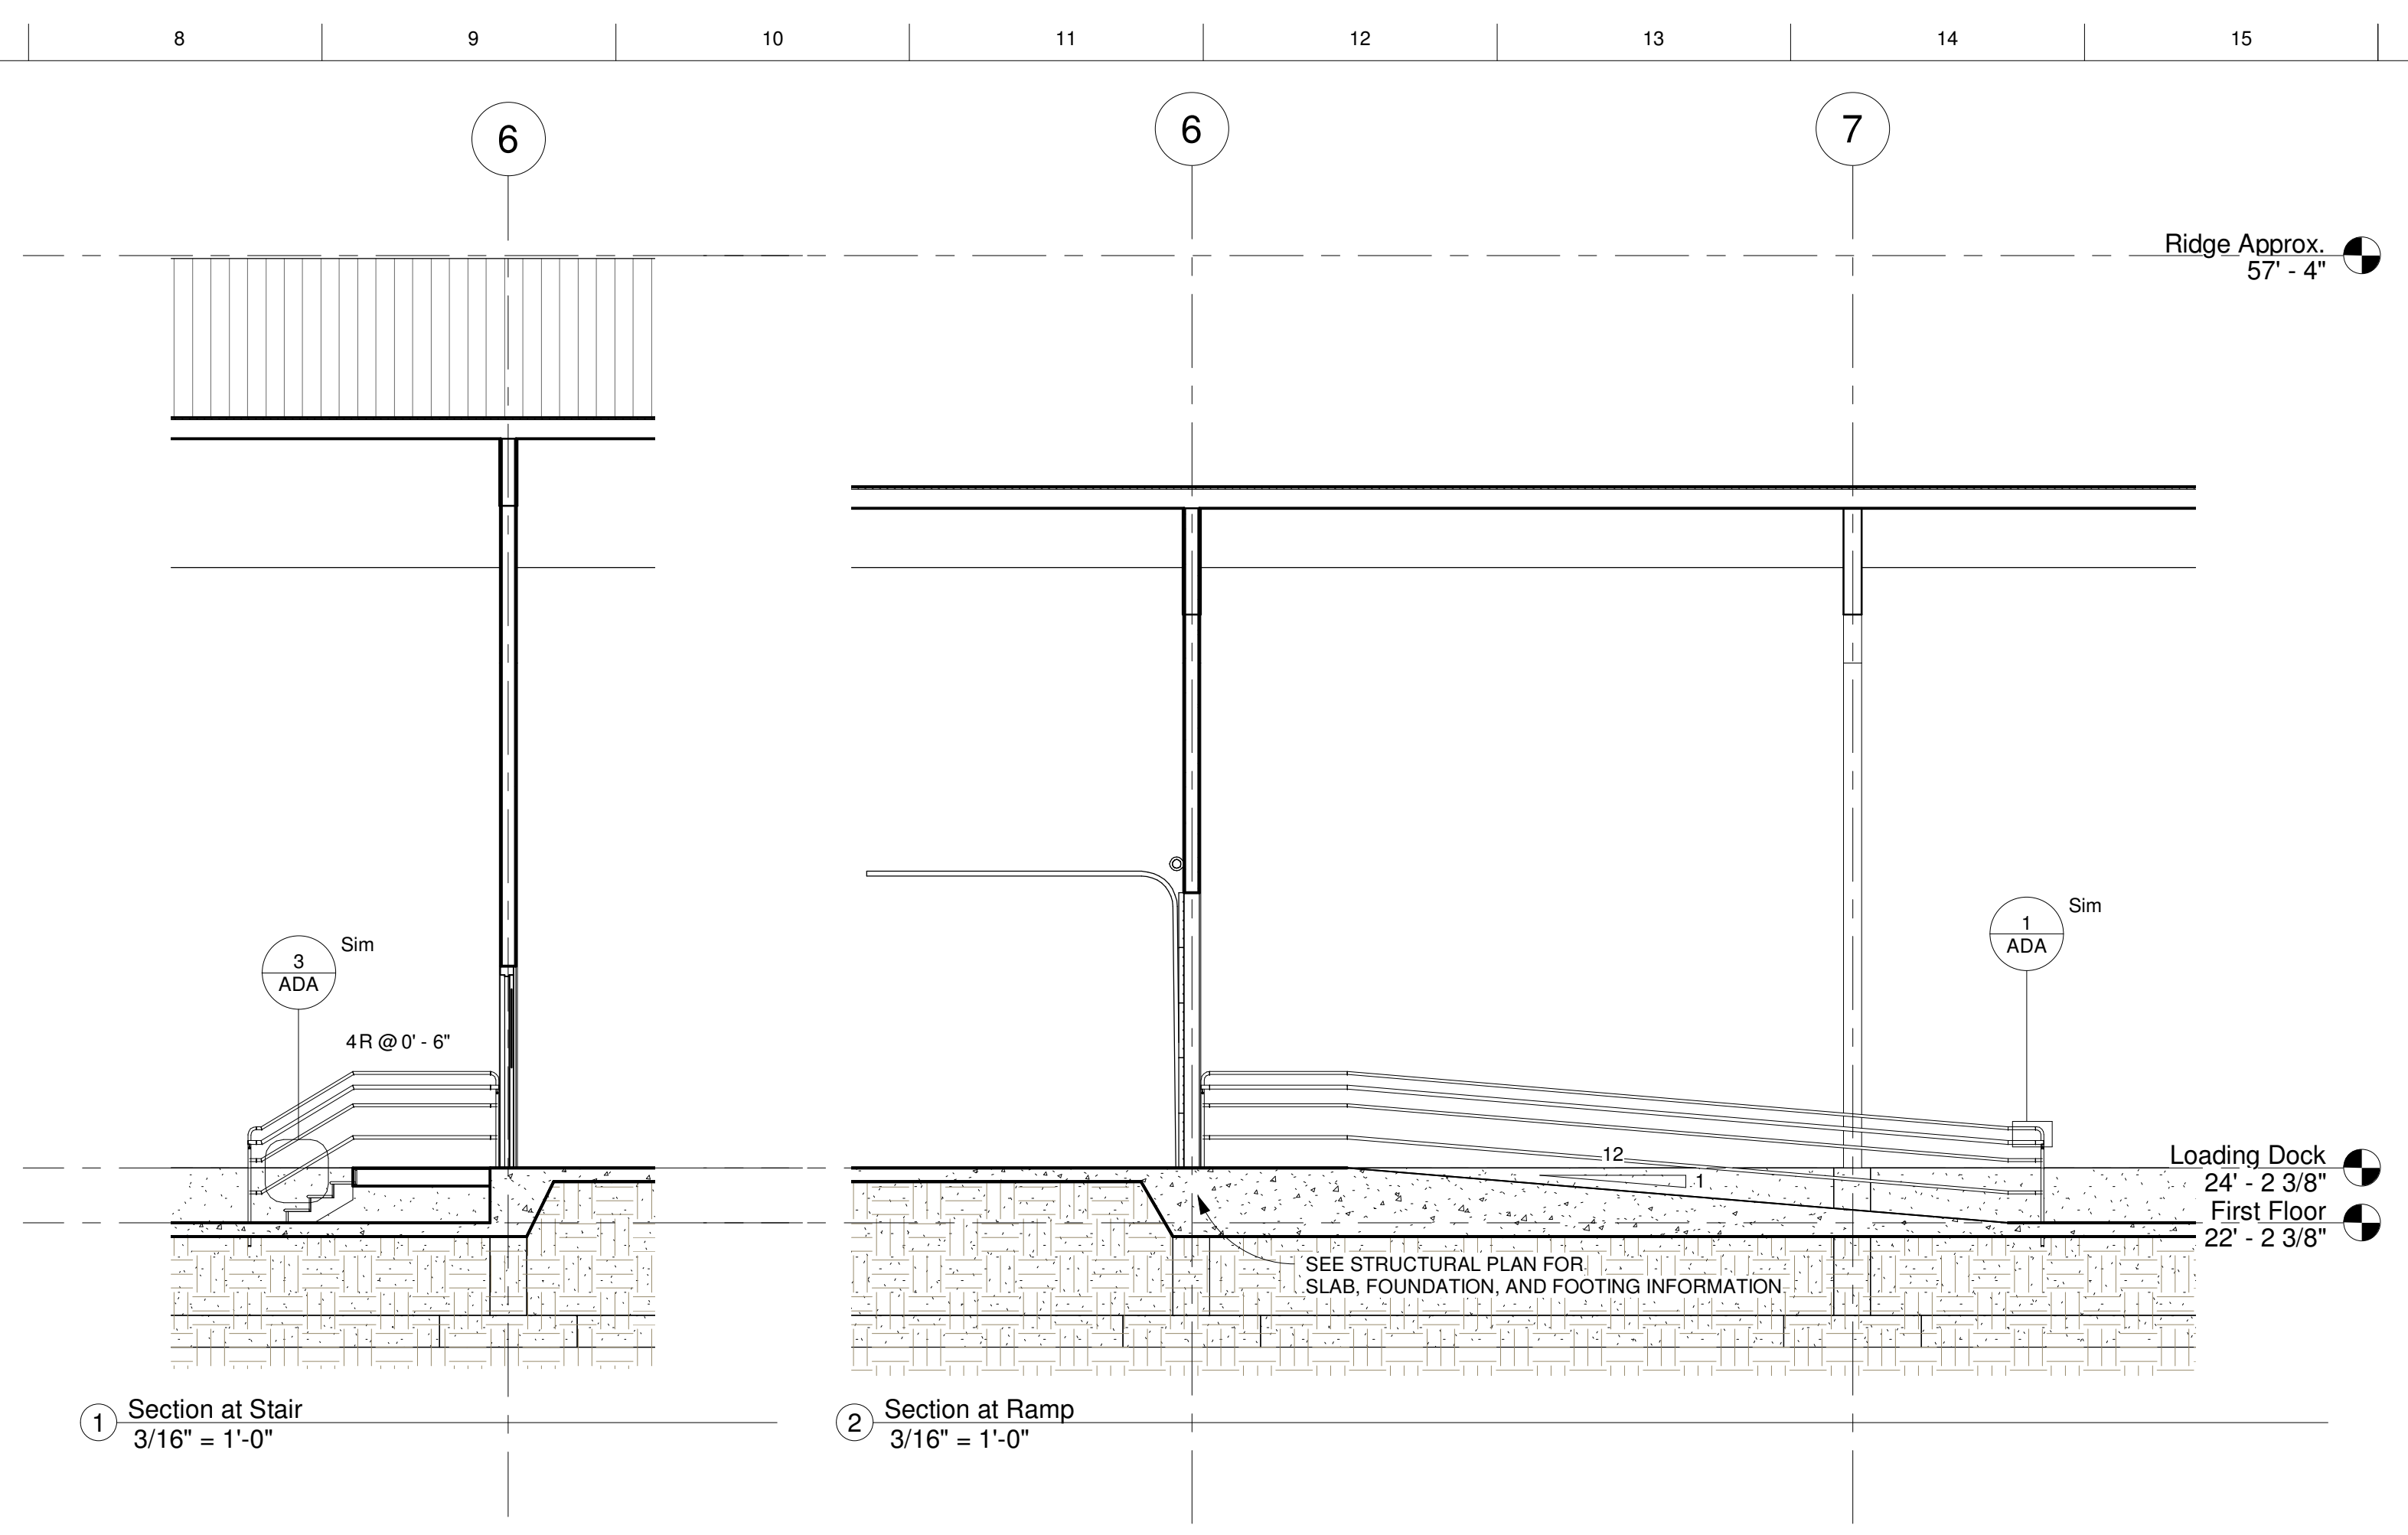 8 9 10 11 12 13 14 15
6 6 7
Ridge Approx.
57' - 4"
3
ADA
Sim
4R @ 0' - 6"
1
ADA
Sim
12
1
Loading Dock
24' - 2 3/8"
First Floor
22' - 2 3/8"
SEE STRUCTURAL PLAN FOR
SLAB, FOUNDATION, AND FOOTING INFORMATION
1 Section at Stair
3/16" = 1'-0"
2 Section at Ramp
3/16" = 1'-0"